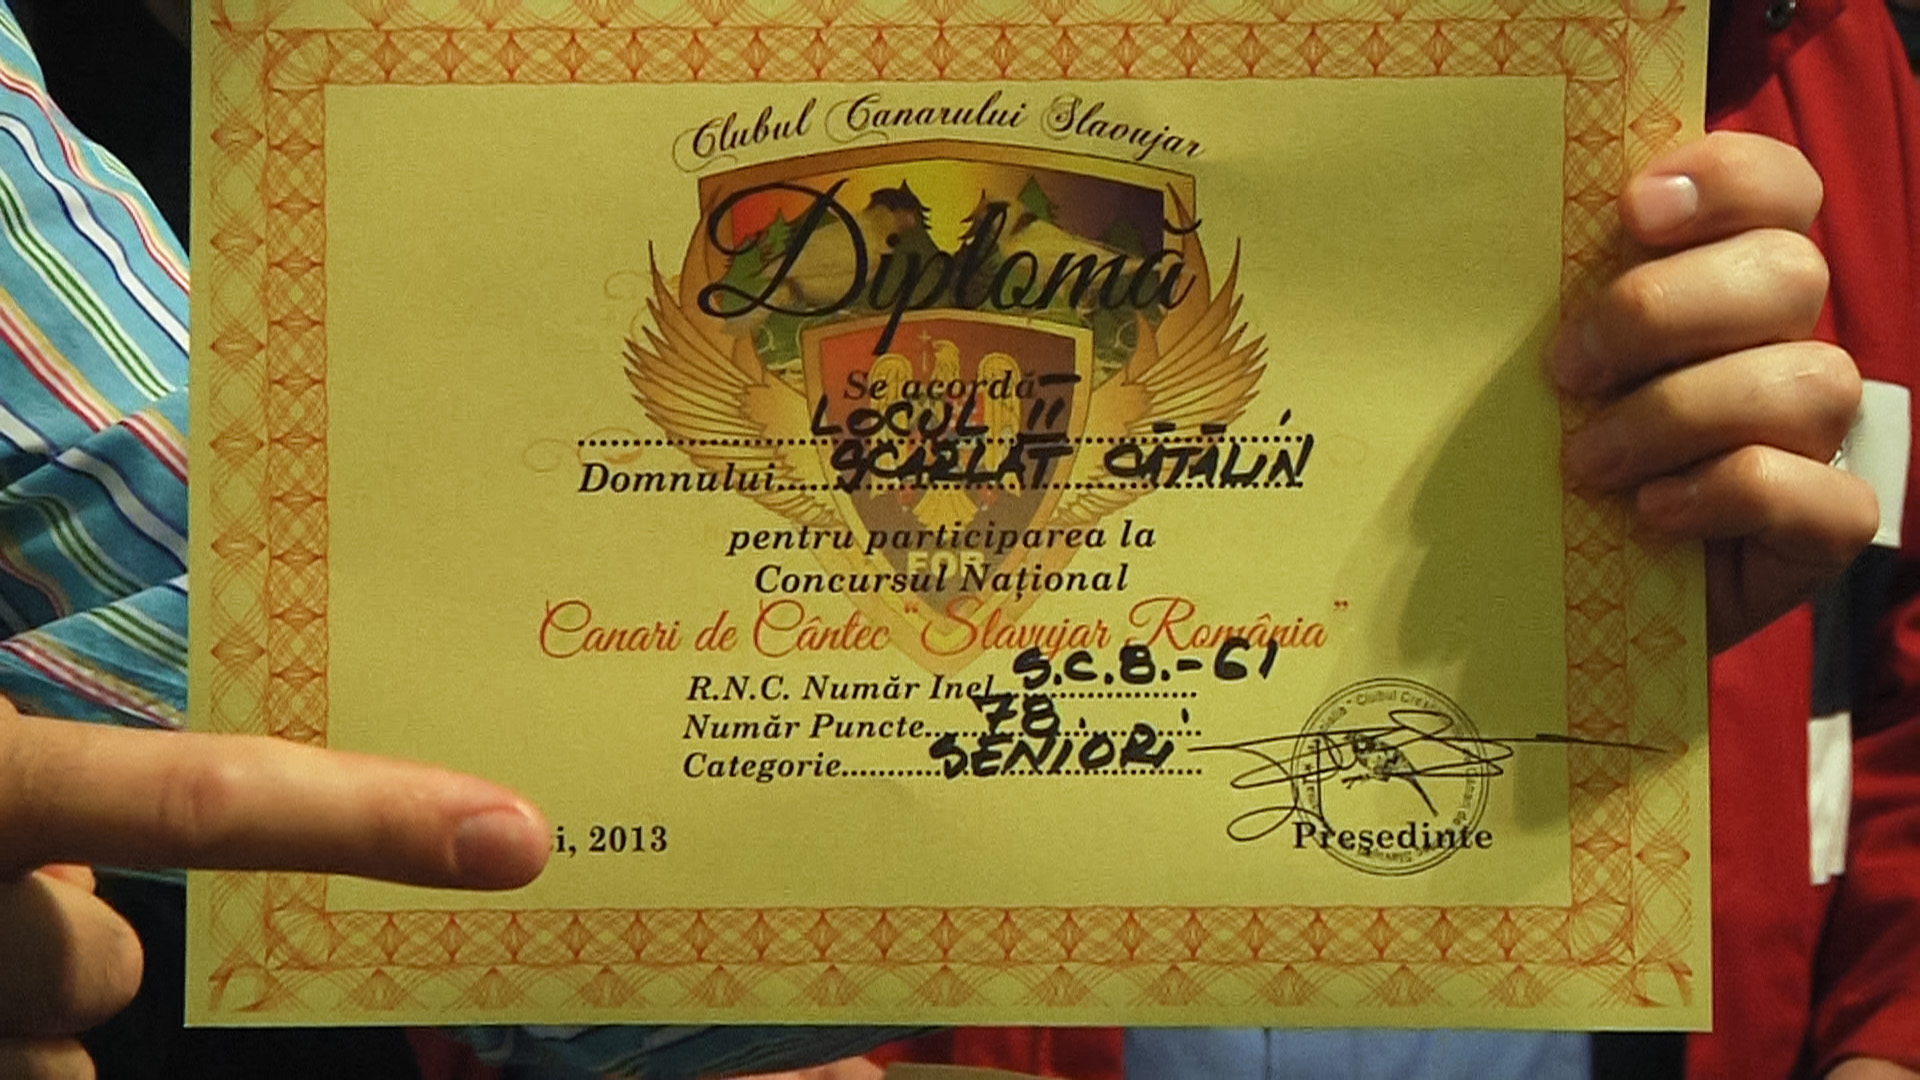 Clubul Canarului Slavujar
Diplomă
Se acordă
LOCUL II
Domnului SCARLAT CĂTĂLIN
pentru participarea la
FOR
Concursul Național
Canari de Cântec “Slavujar România”
R.N.C. Număr Inel S.C.B.-61
Număr Puncte 78
Categorie SENIORI
2013
Președinte